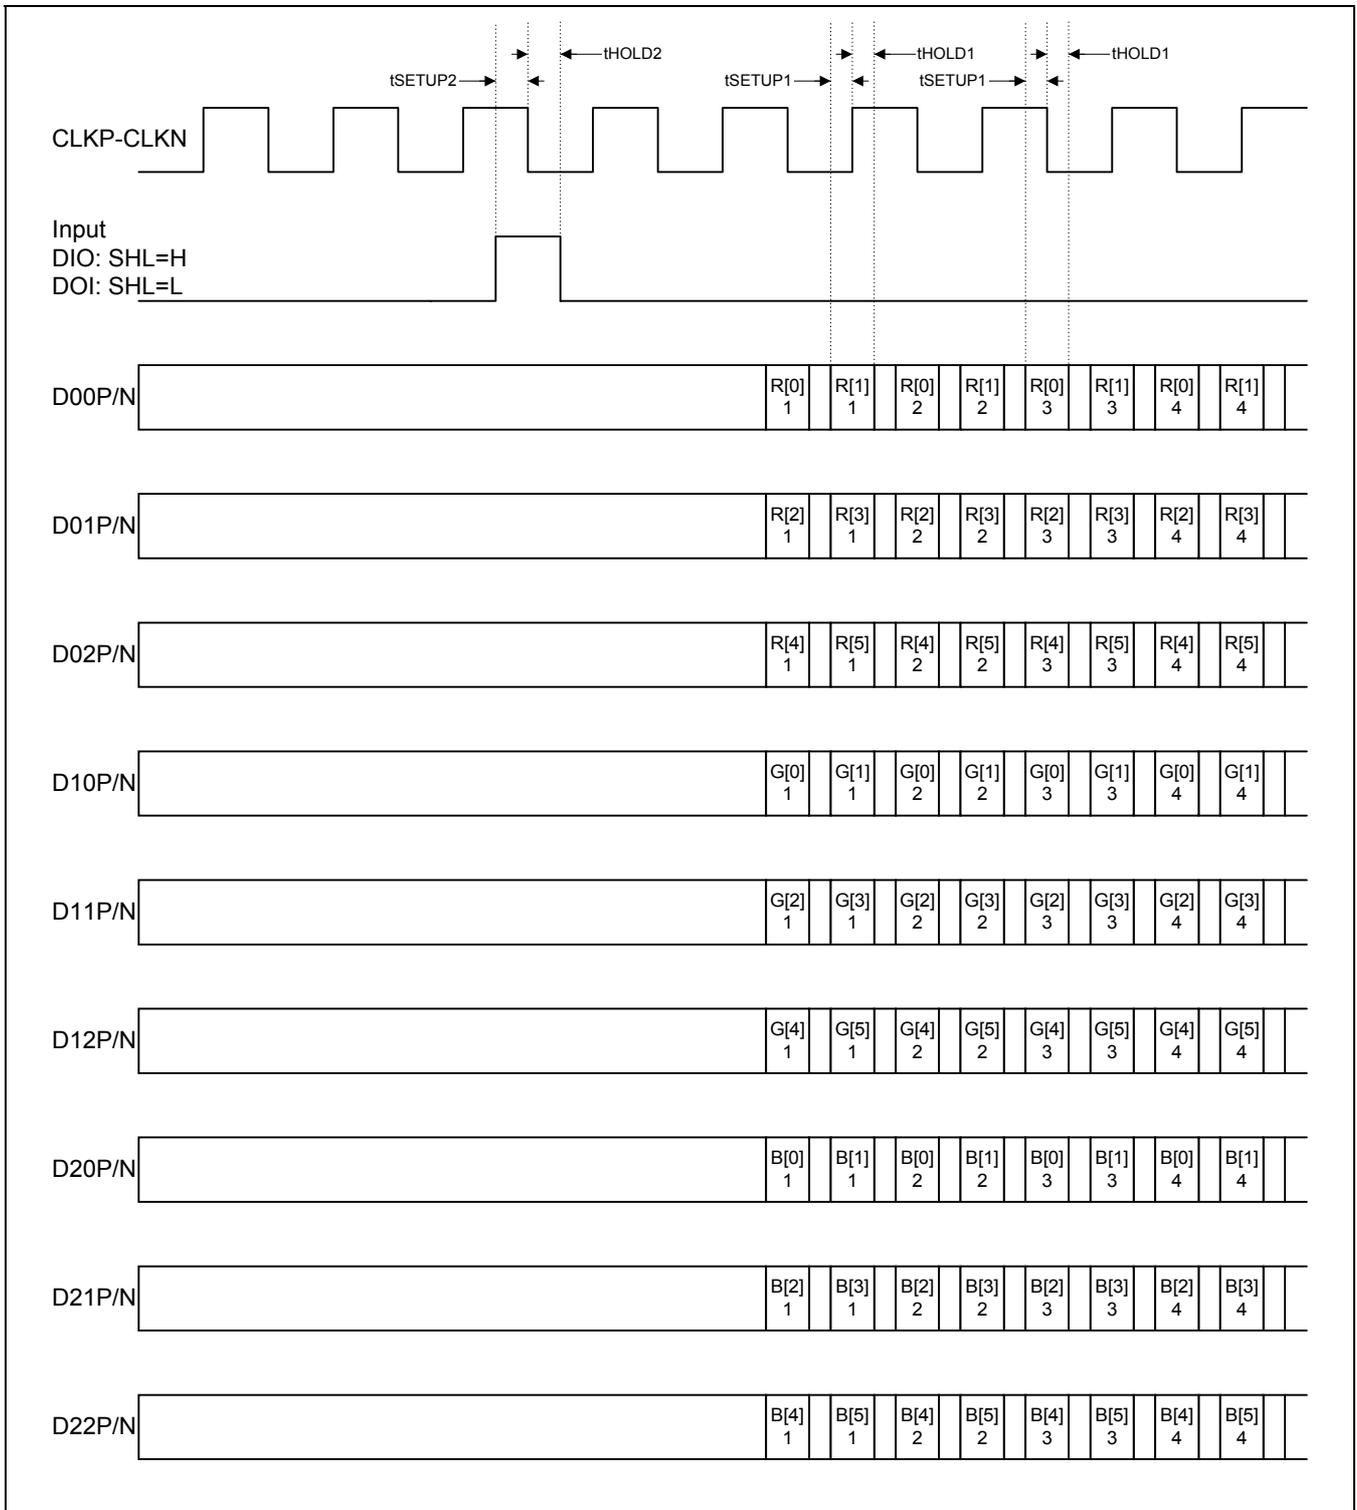 tHOLD2 tHOLD1 tHOLD1
tSETUP2 tSETUP1 tSETUP1
CLKP-CLKN
Input
DIO: SHL=H
DOI: SHL=L
D00P/N
R[0] R[1] R[0] R[1] R[0] R[1] R[0] R[1]
1 1 2 2 3 3 4 4
D01P/N
R[2] R[3] R[2] R[3] R[2] R[3] R[2] R[3]
1 1 2 2 3 3 4 4
D02P/N
R[4] R[5] R[4] R[5] R[4] R[5] R[4] R[5]
1 1 2 2 3 3 4 4
D10P/N
G[0] G[1] G[0] G[1] G[0] G[1] G[0] G[1]
1 1 2 2 3 3 4 4
D11P/N
G[2] G[3] G[2] G[3] G[2] G[3] G[2] G[3]
1 1 2 2 3 3 4 4
D12P/N
G[4] G[5] G[4] G[5] G[4] G[5] G[4] G[5]
1 1 2 2 3 3 4 4
D20P/N
B[0] B[1] B[0] B[1] B[0] B[1] B[0] B[1]
1 1 2 2 3 3 4 4
D21P/N
B[2] B[3] B[2] B[3] B[2] B[3] B[2] B[3]
1 1 2 2 3 3 4 4
D22P/N
B[4] B[5] B[4] B[5] B[4] B[5] B[4] B[5]
1 1 2 2 3 3 4 4